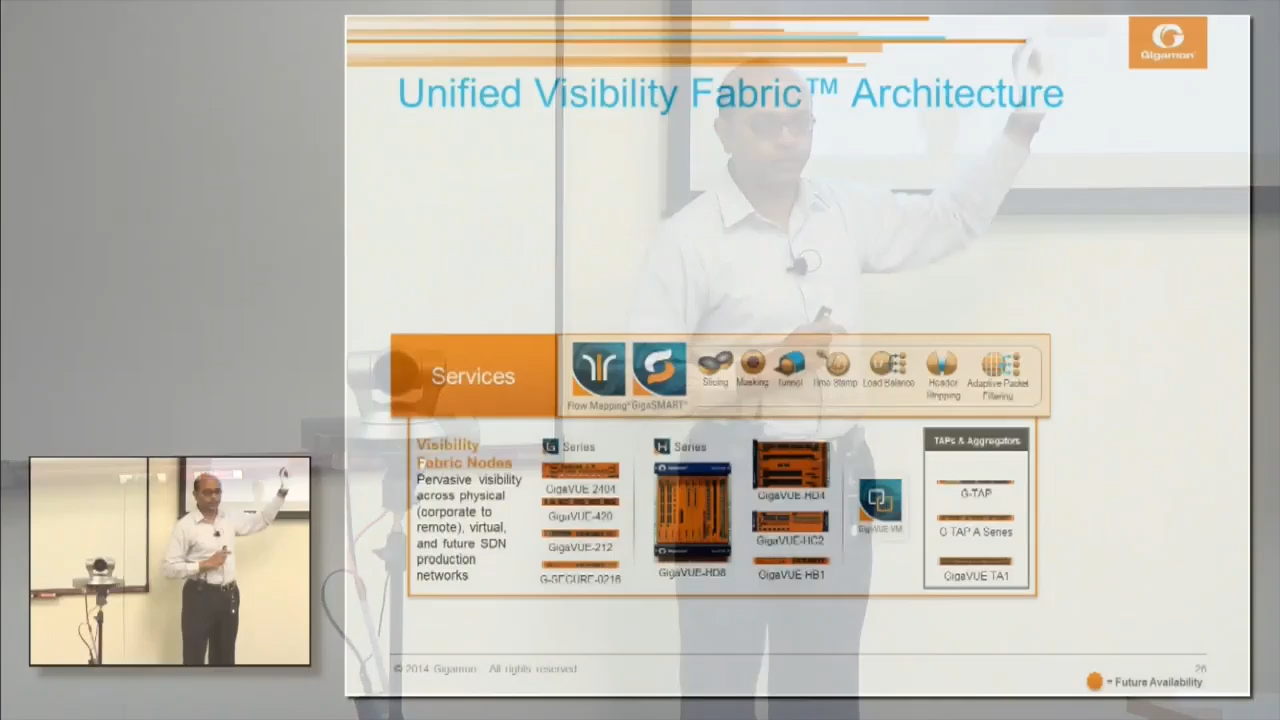 Gigamon
Unified Visibility Fabric™ Architecture
Services
Flow Mapping®
GigaSMART®
Slicing
Masking
Tunnel
Time Stamp
Load Balance
Header
Stripping
Adaptive Packet
Filtering
Visibility
Fabric Nodes
Pervasive visibility
across physical
(corporate to
remote), virtual,
and future SDN
production
networks
G Series
GigaVUE 2404
GigaVUE-420
GigaVUE-212
G-SECURE-0216
H Series
GigaVUE-HD8
GigaVUE-HD4
GigaVUE-HC2
GigaVUE HB1
GigaVUE-VM
TAPs & Aggregators
G-TAP
G TAP A Series
GigaVUE TA1
© 2014 Gigamon. All rights reserved
26
= Future Availability